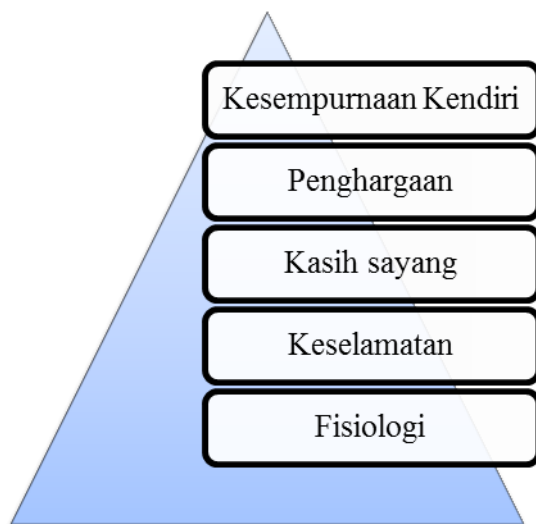 Kesempurnaan Kendiri
Penghargaan
Kasih sayang
Keselamatan
Fisiologi